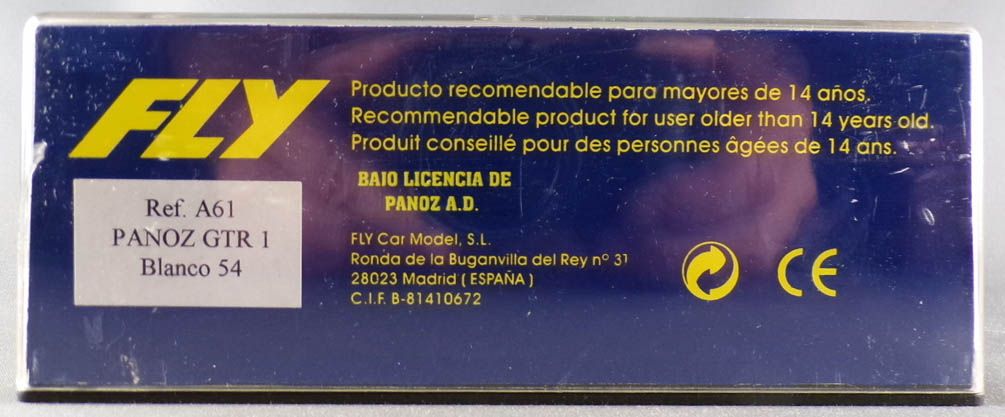 FLY
Producto recomendable para mayores de 14 años.
Recommendable product for user older than 14 years old.
Produit conseillé pour des personnes âgées de 14 ans.
Ref. A61
PANOZ GTR 1
Blanco 54
BAJO LICENCIA DE
PANOZ A.D.
FLY Car Model, S.L.
Ronda de la Buganvilla del Rey nº 31
28023 Madrid ( ESPAÑA )
C.I.F. B-81410672
CE